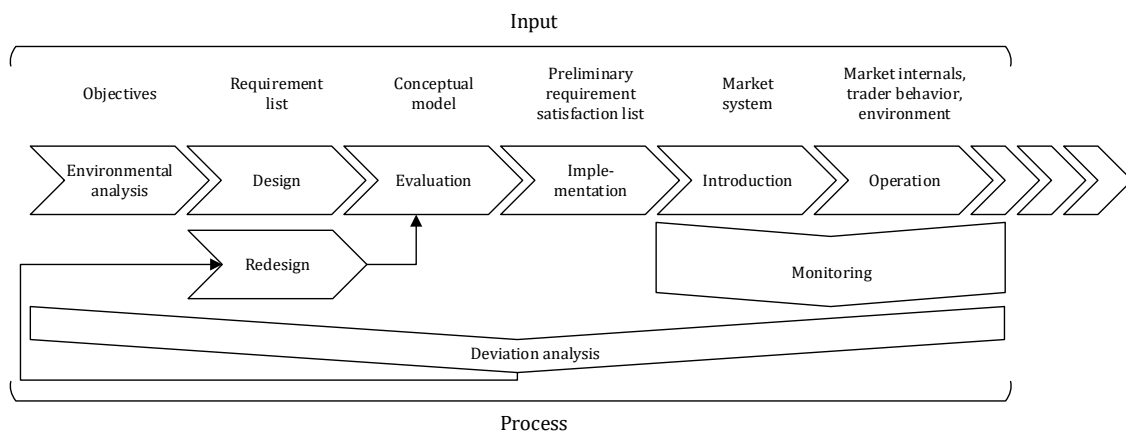 Input
Objectives
Requirement
list
Conceptual
model
Preliminary
requirement
satisfaction list
Market
system
Market internals,
trader behavior,
environment
Environmental
analysis
Design
Evaluation
Imple-
mentation
Introduction
Operation
Redesign
Monitoring
Deviation analysis
Process